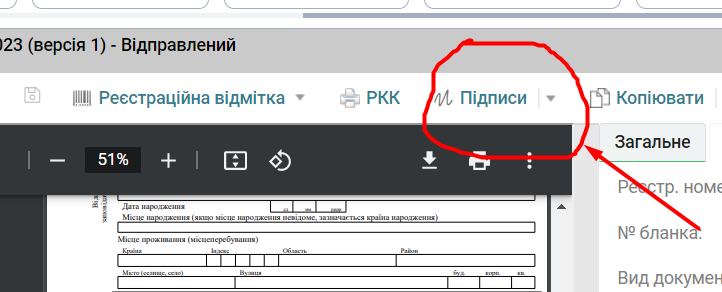 023 (версія 1) - Відправлений
Реєстраційна відмітка РКК Підписи Копіювати
51%
Загальне
Реєстр. номе
№ бланка:
Вид докумен
Дата народження
Місце народження (якщо місце народження невідоме, зазначається країна народження)
Місце проживання (місцеперебування)
Країна Індекс Область Район
Місто (селище, село) Вулиця буд. корп. кв.